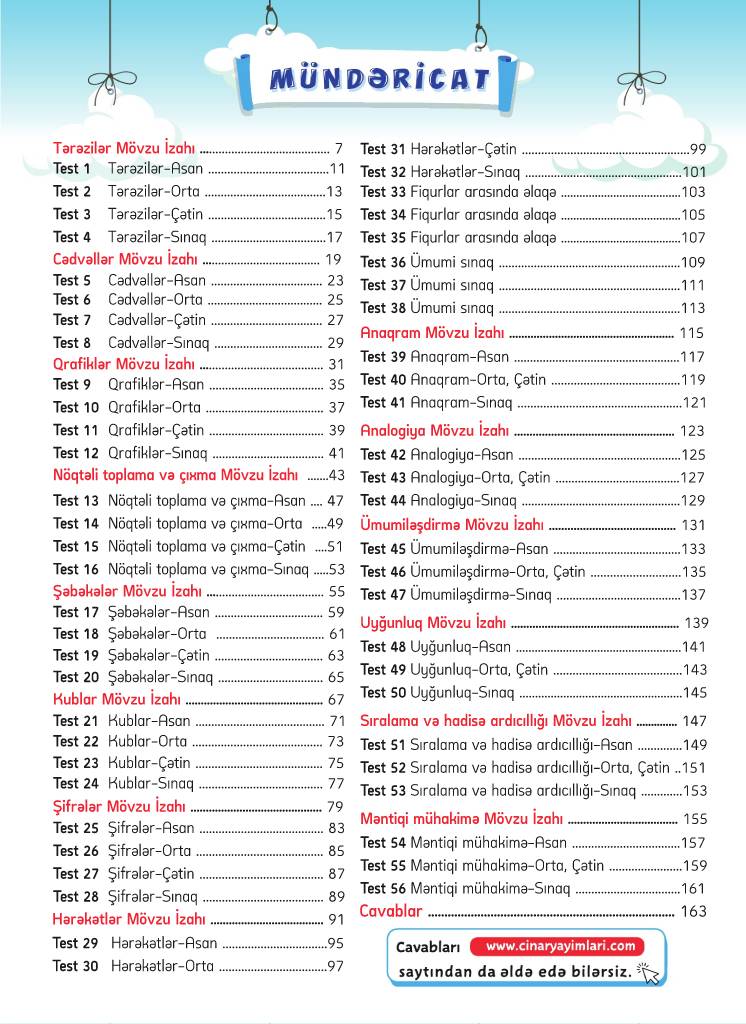 MÜNDƏRİCAT
Tərəzilər Mövzu İzahı ........................................ 7
Test 1 Tərəzilər-Asan .....................................11
Test 2 Tərəzilər-Orta .....................................13
Test 3 Tərəzilər-Çətin ....................................15
Test 4 Tərəzilər-Sınaq ...................................17
Cədvəllər Mövzu İzahı .................................... 19
Test 5 Cədvəllər-Asan ................................... 23
Test 6 Cədvəllər-Orta ................................... 25
Test 7 Cədvəllər-Çətin .................................. 27
Test 8 Cədvəllər-Sınaq ................................. 29
Qrafiklər Mövzu İzahı ..................................... 31
Test 9 Qrafiklər-Asan ................................... 35
Test 10 Qrafiklər-Orta .................................... 37
Test 11 Qrafiklər-Çətin ................................... 39
Test 12 Qrafiklər-Sınaq .................................. 41
Nöqtəli toplama və çıxma Mövzu İzahı .......43
Test 13 Nöqtəli toplama və çıxma-Asan .... 47
Test 14 Nöqtəli toplama və çıxma-Orta .....49
Test 15 Nöqtəli toplama və çıxma-Çətin ....51
Test 16 Nöqtəli toplama və çıxma-Sınaq .....53
Şəbəkələr Mövzu İzahı ................................... 55
Test 17 Şəbəkələr-Asan ................................. 59
Test 18 Şəbəkələr-Orta ................................. 61
Test 19 Şəbəkələr-Çətin ................................. 63
Test 20 Şəbəkələr-Sınaq ................................ 65
Kublar Mövzu İzahı .......................................... 67
Test 21 Kublar-Asan ....................................... 71
Test 22 Kublar-Orta ........................................ 73
Test 23 Kublar-Çətin ....................................... 75
Test 24 Kublar-Sınaq ...................................... 77
Şifrələr Mövzu İzahı ........................................ 79
Test 25 Şifrələr-Asan ...................................... 83
Test 26 Şifrələr-Orta ....................................... 85
Test 27 Şifrələr-Çətin ...................................... 87
Test 28 Şifrələr-Sınaq ..................................... 89
Hərəkətlər Mövzu İzahı .................................. 91
Test 29 Hərəkətlər-Asan ................................95
Test 30 Hərəkətlər-Orta .................................97
Test 31 Hərəkətlər-Çətin ...................................................99
Test 32 Hərəkətlər-Sınaq ................................................101
Test 33 Fiqurlar arasında əlaqə ....................................103
Test 34 Fiqurlar arasında əlaqə ....................................105
Test 35 Fiqurlar arasında əlaqə ....................................107
Test 36 Ümumi sınaq .......................................................109
Test 37 Ümumi sınaq .......................................................111
Test 38 Ümumi sınaq .......................................................113
Anaqram Mövzu İzahı .................................................. 115
Test 39 Anaqram-Asan ..................................................117
Test 40 Anaqram-Orta, Çətin .......................................119
Test 41 Anaqram-Sınaq ..................................................121
Analogiya Mövzu İzahı ................................................. 123
Test 42 Analogiya-Asan ..................................................125
Test 43 Analogiya-Orta, Çətin .....................................127
Test 44 Analogiya-Sınaq ................................................129
Ümumiləşdirmə Mövzu İzahı ....................................... 131
Test 45 Ümumiləşdirmə-Asan ......................................133
Test 46 Ümumiləşdirmə-Orta, Çətin ...........................135
Test 47 Ümumiləşdirmə-Sınaq .....................................137
Uyğunluq Mövzu İzahı ................................................... 139
Test 48 Uyğunluq-Asan ..................................................141
Test 49 Uyğunluq-Orta, Çətin .......................................143
Test 50 Uyğunluq-Sınaq .................................................145
Sıralama və hadisə ardıcıllığı Mövzu İzahı ............. 147
Test 51 Sıralama və hadisə ardıcıllığı-Asan .............149
Test 52 Sıralama və hadisə ardıcıllığı-Orta, Çətin ..151
Test 53 Sıralama və hadisə ardıcıllığı-Sınaq ............153
Məntiqi mühakimə Mövzu İzahı ................................. 155
Test 54 Məntiqi mühakimə-Asan .................................157
Test 55 Məntiqi mühakimə-Orta, Çətin ......................159
Test 56 Məntiqi mühakimə-Sınaq ................................161
Cavablar .......................................................................... 163
Cavabları www.cinaryayimlari.com
saytından da əldə edə bilərsiz.